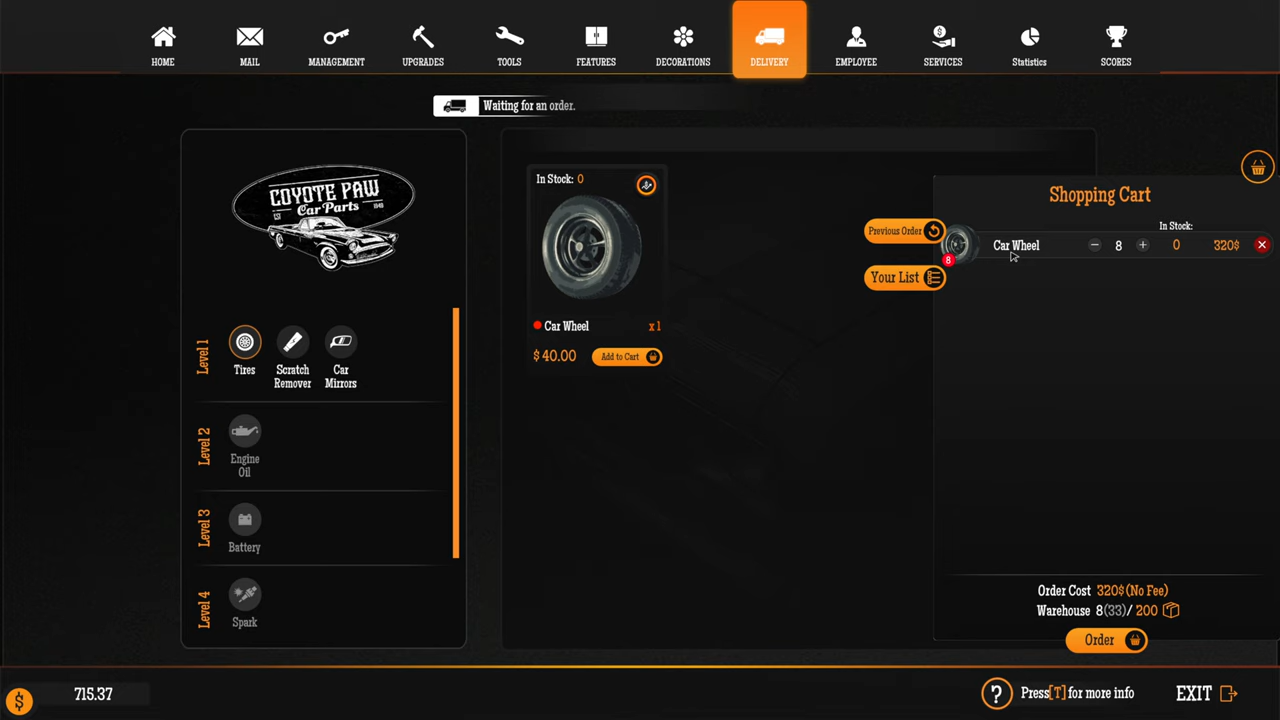 HOME
MAIL
MANAGEMENT
UPGRADES
TOOLS
FEATURES
DECORATIONS
DELIVERY
EMPLOYEE
SERVICES
Statistics
SCORES
Waiting for an order.
COYOTE PAW
Car Parts
Level 1
Tires
Scratch
Remover
Car
Mirrors
Level 2
Engine
Oil
Level 3
Battery
Level 4
Spark
In Stock: 0
Car Wheel x1
$40.00 Add to Cart
Previous Order
Your List
Shopping Cart
In Stock:
Car Wheel 8 0 320$
8
Order Cost 320$(No Fee)
Warehouse 8(33)/ 200
Order
$ 715.37
? Press[T] for more info
EXIT